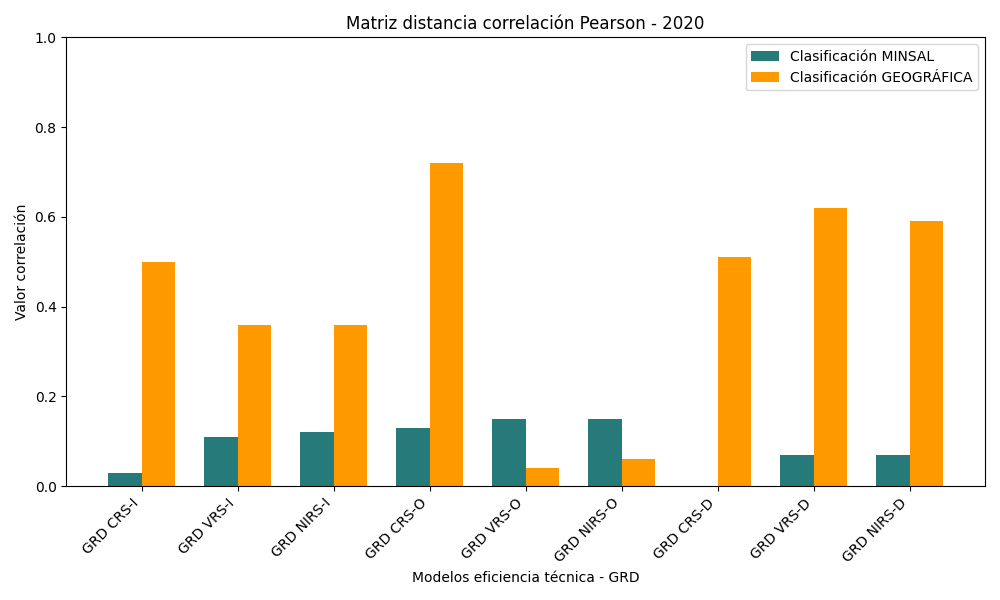 Matriz distancia correlación Pearson - 2020
Clasificación MINSAL
Clasificación GEOGRÁFICA
Valor correlación
1.0
0.8
0.6
0.4
0.2
0.0
GRD CRS-I
GRD VRS-I
GRD NIRS-I
GRD CRS-O
GRD VRS-O
GRD NIRS-O
GRD CRS-D
GRD VRS-D
GRD NIRS-D
Modelos eficiencia técnica - GRD